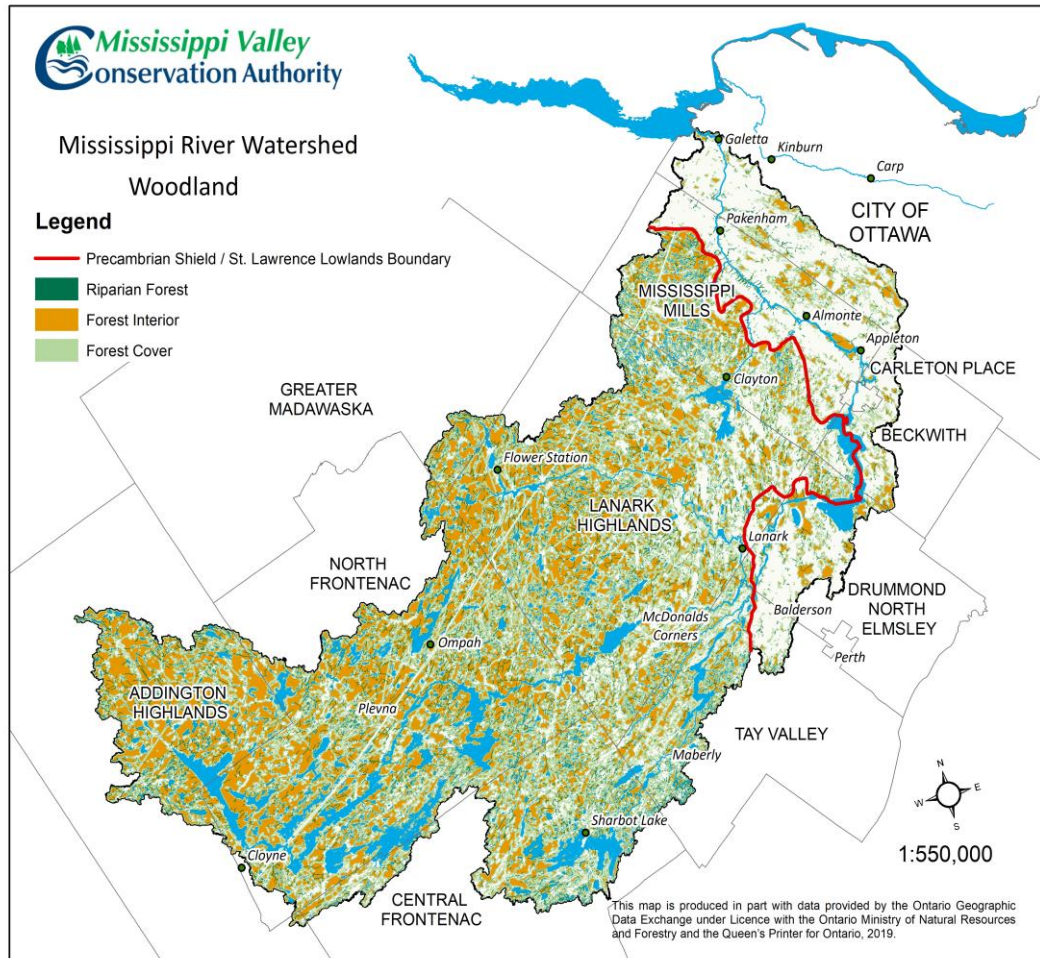 Mississippi Valley
Conservation Authority
Mississippi River Watershed
Woodland
Legend
Precambrian Shield / St. Lawrence Lowlands Boundary
Riparian Forest
Forest Interior
Forest Cover
Galetta
Kinburn
Carp
CITY OF
OTTAWA
Pakenham
MISSISSIPPI
MILLS
Almonte
Appleton
CARLETON PLACE
Clayton
GREATER
MADAWASKA
BECKWITH
Flower Station
LANARK
HIGHLANDS
Lanark
NORTH
FRONTENAC
DRUMMOND
NORTH
ELMSLEY
Balderson
McDonalds
Corners
Perth
Ompah
ADDINGTON
HIGHLANDS
Plevna
TAY VALLEY
Maberly
N
W
E
S
Sharbot Lake
1:550,000
Cloyne
CENTRAL
FRONTENAC
This map is produced in part with data provided by the Ontario Geographic
Data Exchange under Licence with the Ontario Ministry of Natural Resources
and Forestry and the Queen's Printer for Ontario, 2019.